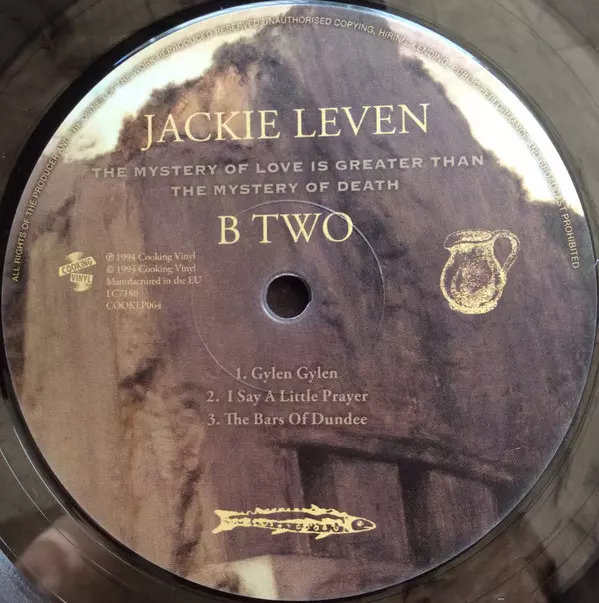 ALL RIGHTS OF THE PRODUCER AND THE OWNER OF THE WORK REPRODUCED RESERVED UNAUTHORISED COPYING, HIRING, LENDING, PUBLIC PERFORMANCE AND BROADCAST PROHIBITED
JACKIE LEVEN
THE MYSTERY OF LOVE IS GREATER THAN
THE MYSTERY OF DEATH
B TWO
COOKING
VINYL
℗ 1994 Cooking Vinyl
© 1994 Cooking Vinyl
Manufactured in the EU
LC7180
COOKLP064
1. Gylen Gylen
2. I Say A Little Prayer
3. The Bars Of Dundee